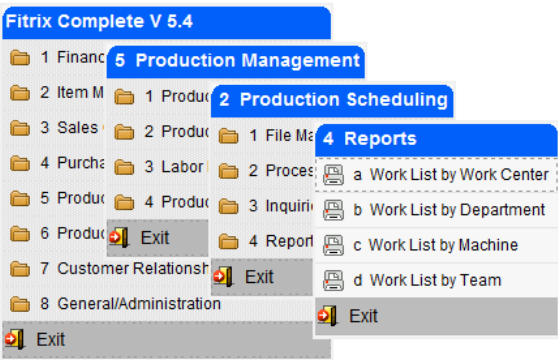 Fitrix Complete V 5.4
1 Financ
2 Item M
3 Sales
4 Purcha
5 Produc
6 Produc
7 Customer Relationsh
8 General/Administration
Exit
5 Production Management
1 Produc
2 Produc
3 Labor
4 Produc
Exit
2 Production Scheduling
1 File Ma
2 Proces
3 Inquiri
4 Report
Exit
4 Reports
a Work List by Work Center
b Work List by Department
c Work List by Machine
d Work List by Team
Exit